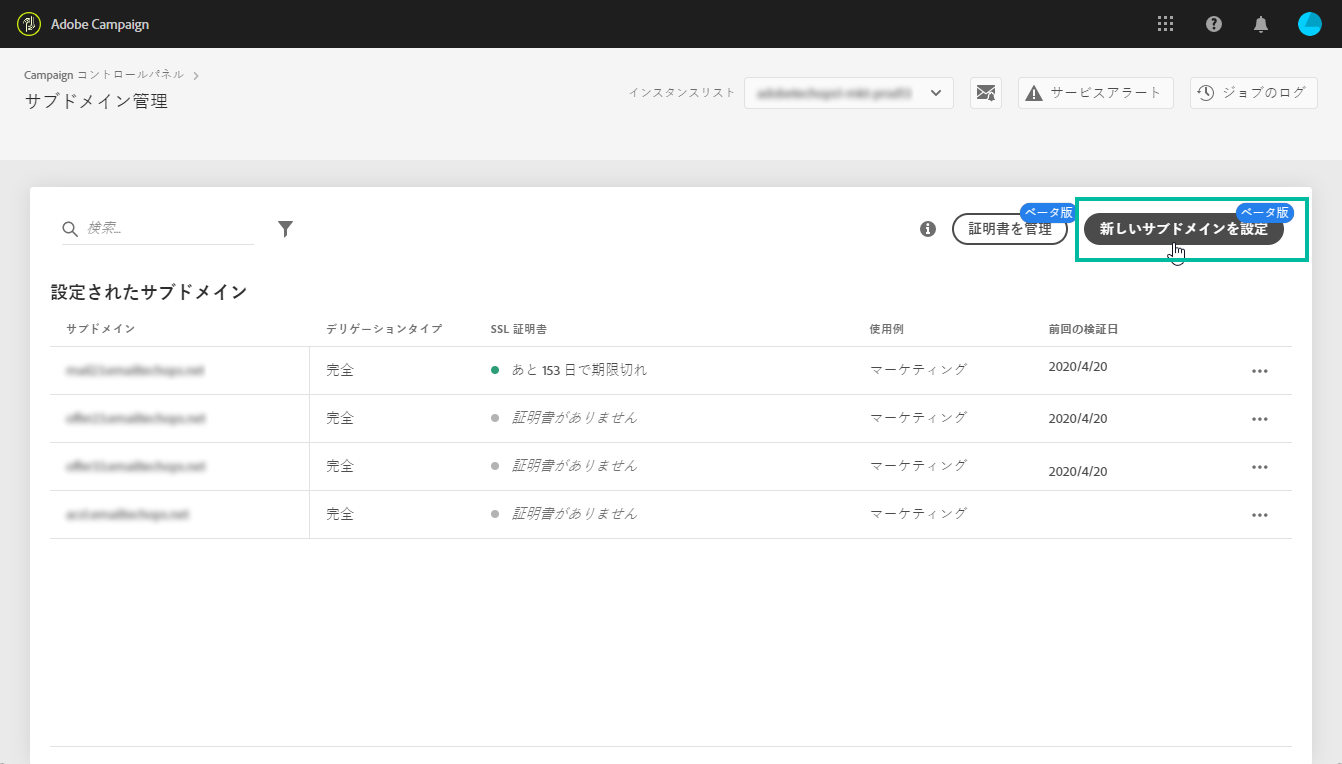 Adobe Campaign
Campaign コントロールパネル
サブドメイン管理
インスタンスリスト
サービスアラート
ジョブのログ
検索...
証明書を管理
ベータ版
新しいサブドメインを設定
ベータ版
設定されたサブドメイン
サブドメイン デリゲーションタイプ SSL 証明書 使用例 前回の検証日
完全 あと 153 日で期限切れ マーケティング 2020/4/20
完全 証明書がありません マーケティング 2020/4/20
完全 証明書がありません マーケティング 2020/4/20
完全 証明書がありません マーケティング